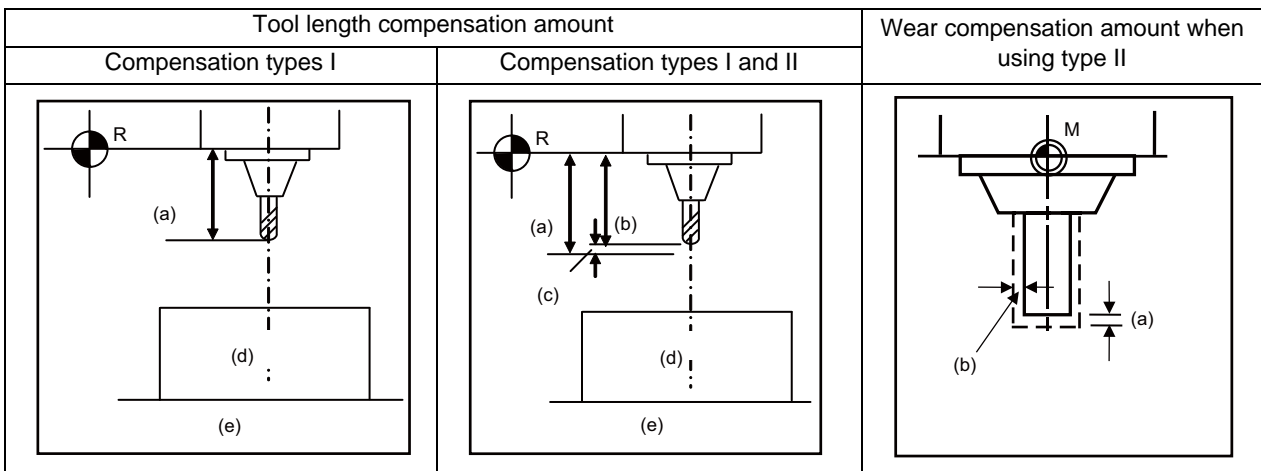 Tool length compensation amount
Wear compensation amount when
using type II
Compensation types I
Compensation types I and II
R
(a)
(d)
(e)
R
(a)
(b)
(c)
(d)
(e)
M
(a)
(b)